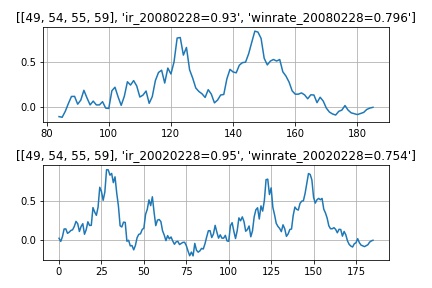 [[49, 54, 55, 59], 'ir_20080228=0.93', 'winrate_20080228=0.796']
0.5
0.0
80 100 120 140 160 180
[[49, 54, 55, 59], 'ir_20020228=0.95', 'winrate_20020228=0.754']
0.5
0.0
0 25 50 75 100 125 150 175